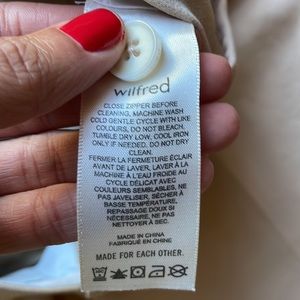 wilfred
CLOSE ZIPPER BEFORE
CLEANING, MACHINE WASH
COLD GENTLE CYCLE WITH LIKE
COLOURS, DO NOT BLEACH.
TUMBLE DRY LOW. COOL IRON
ONLY IF NEEDED. DO NOT DRY
CLEAN.
FERMER LA FERMETURE ÉCLAIR
AVANT DE LAVER, LAVER À LA
MACHINE À L'EAU FROIDE AU
CYCLE DÉLICAT AVEC
COULEURS SEMBLABLES, NE
PAS JAVELISER, SÉCHER À
BASSE TEMPÉRATURE,
REPASSAGE DOUX SI
NÉCESSAIRE, NE PAS
NETTOYER À SEC.
MADE IN CHINA
FABRIQUÉ EN CHINE
MADE FOR EACH OTHER.